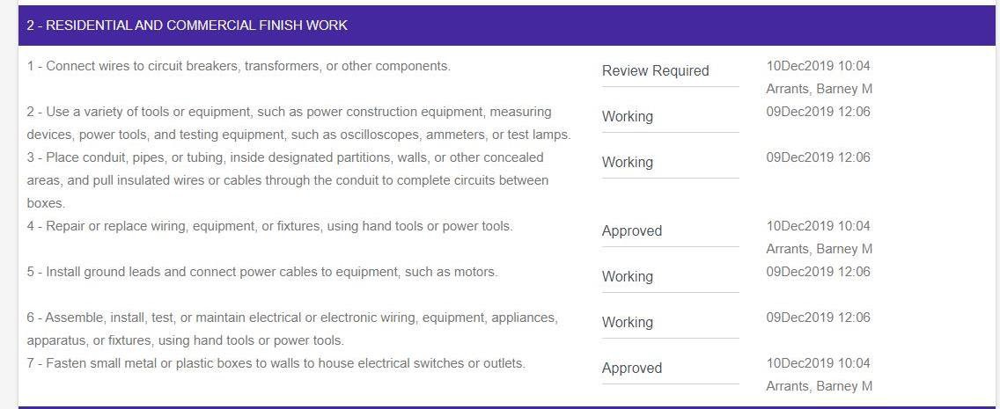 2 - RESIDENTIAL AND COMMERCIAL FINISH WORK
1 - Connect wires to circuit breakers, transformers, or other components.
Review Required
10Dec2019 10:04
Arrants, Barney M
2 - Use a variety of tools or equipment, such as power construction equipment, measuring
devices, power tools, and testing equipment, such as oscilloscopes, ammeters, or test lamps.
Working
09Dec2019 12:06
3 - Place conduit, pipes, or tubing, inside designated partitions, walls, or other concealed
areas, and pull insulated wires or cables through the conduit to complete circuits between
boxes.
Working
09Dec2019 12:06
4 - Repair or replace wiring, equipment, or fixtures, using hand tools or power tools.
Approved
10Dec2019 10:04
Arrants, Barney M
5 - Install ground leads and connect power cables to equipment, such as motors.
Working
09Dec2019 12:06
6 - Assemble, install, test, or maintain electrical or electronic wiring, equipment, appliances,
apparatus, or fixtures, using hand tools or power tools.
Working
09Dec2019 12:06
7 - Fasten small metal or plastic boxes to walls to house electrical switches or outlets.
Approved
10Dec2019 10:04
Arrants, Barney M